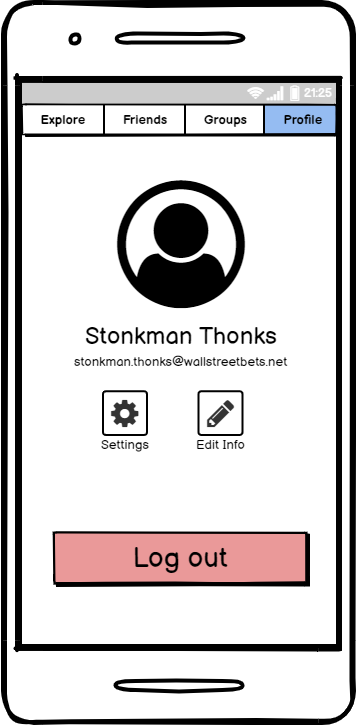 21:25
Explore Friends Groups Profile
Stonkman Thonks
stonkman.thonks@wallstreetbets.net
Settings Edit Info
Log out